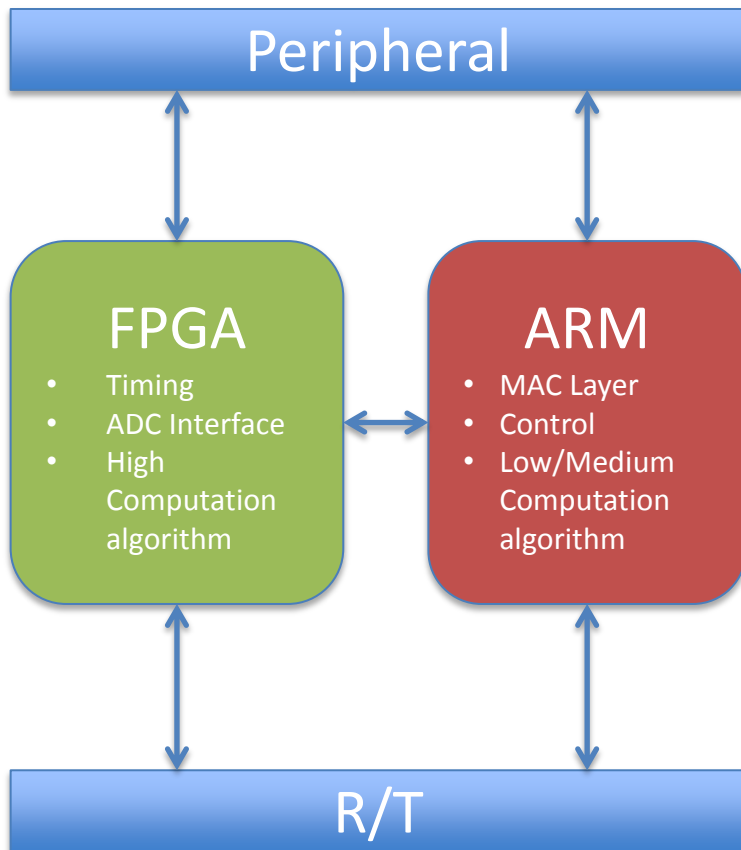 Peripheral
FPGA
• Timing
• ADC Interface
• High
Computation
algorithm
ARM
• MAC Layer
• Control
• Low/Medium
Computation
algorithm
R/T